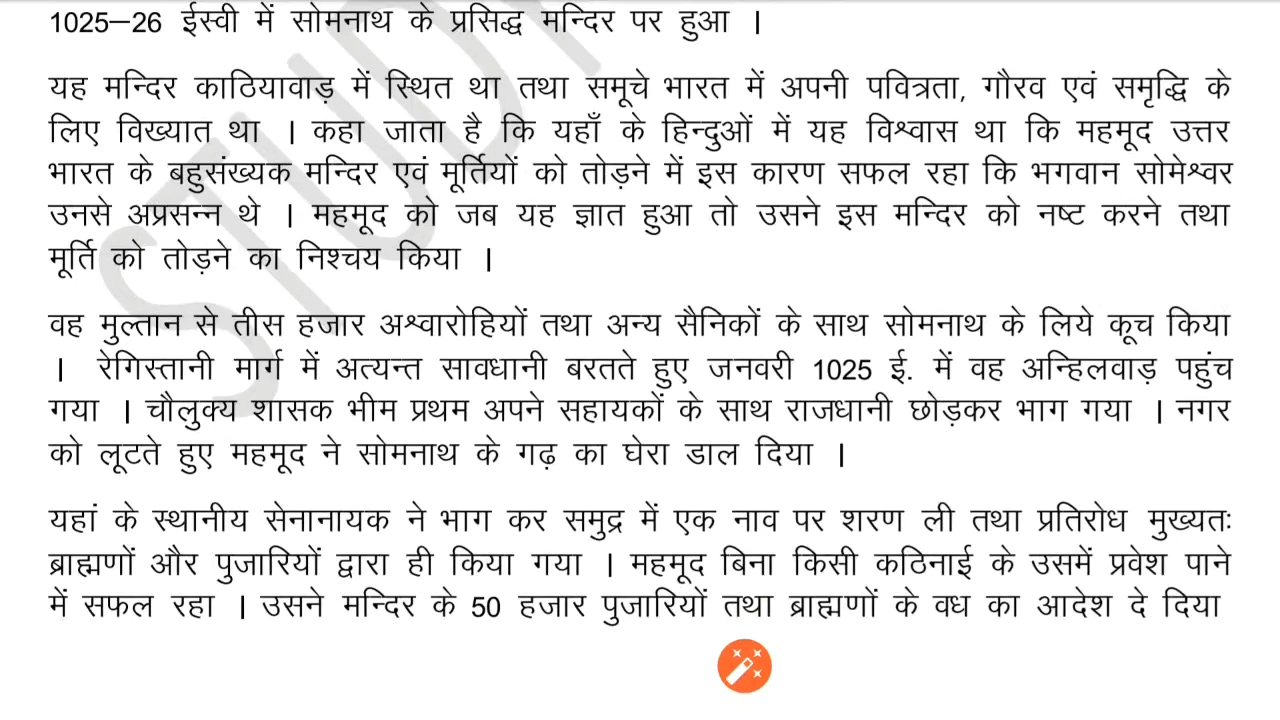 1025–26 ईस्वी में सोमनाथ के प्रसिद्ध मन्दिर पर हुआ ।
यह मन्दिर काठियावाड़ में स्थित था तथा समूचे भारत में अपनी पवित्रता, गौरव एवं समृद्धि के
लिए विख्यात था । कहा जाता है कि यहाँ के हिन्दुओं में यह विश्वास था कि महमूद उत्तर
भारत के बहुसंख्यक मन्दिर एवं मूर्तियों को तोड़ने में इस कारण सफल रहा कि भगवान सोमेश्वर
उनसे अप्रसन्न थे । महमूद को जब यह ज्ञात हुआ तो उसने इस मन्दिर को नष्ट करने तथा
मूर्ति को तोड़ने का निश्चय किया ।
वह मुल्तान से तीस हजार अश्वारोहियों तथा अन्य सैनिकों के साथ सोमनाथ के लिये कूच किया
। रेगिस्तानी मार्ग में अत्यन्त सावधानी बरतते हुए जनवरी 1025 ई. में वह अन्हिलवाड़ पहुंच
गया । चौलुक्य शासक भीम प्रथम अपने सहायकों के साथ राजधानी छोड़कर भाग गया । नगर
को लूटते हुए महमूद ने सोमनाथ के गढ़ का घेरा डाल दिया ।
यहां के स्थानीय सेनानायक ने भाग कर समुद्र में एक नाव पर शरण ली तथा प्रतिरोध मुख्यतः
ब्राह्मणों और पुजारियों द्वारा ही किया गया । महमूद बिना किसी कठिनाई के उसमें प्रवेश पाने
में सफल रहा । उसने मन्दिर के 50 हजार पुजारियों तथा ब्राह्मणों के वध का आदेश दे दिया
STUDY